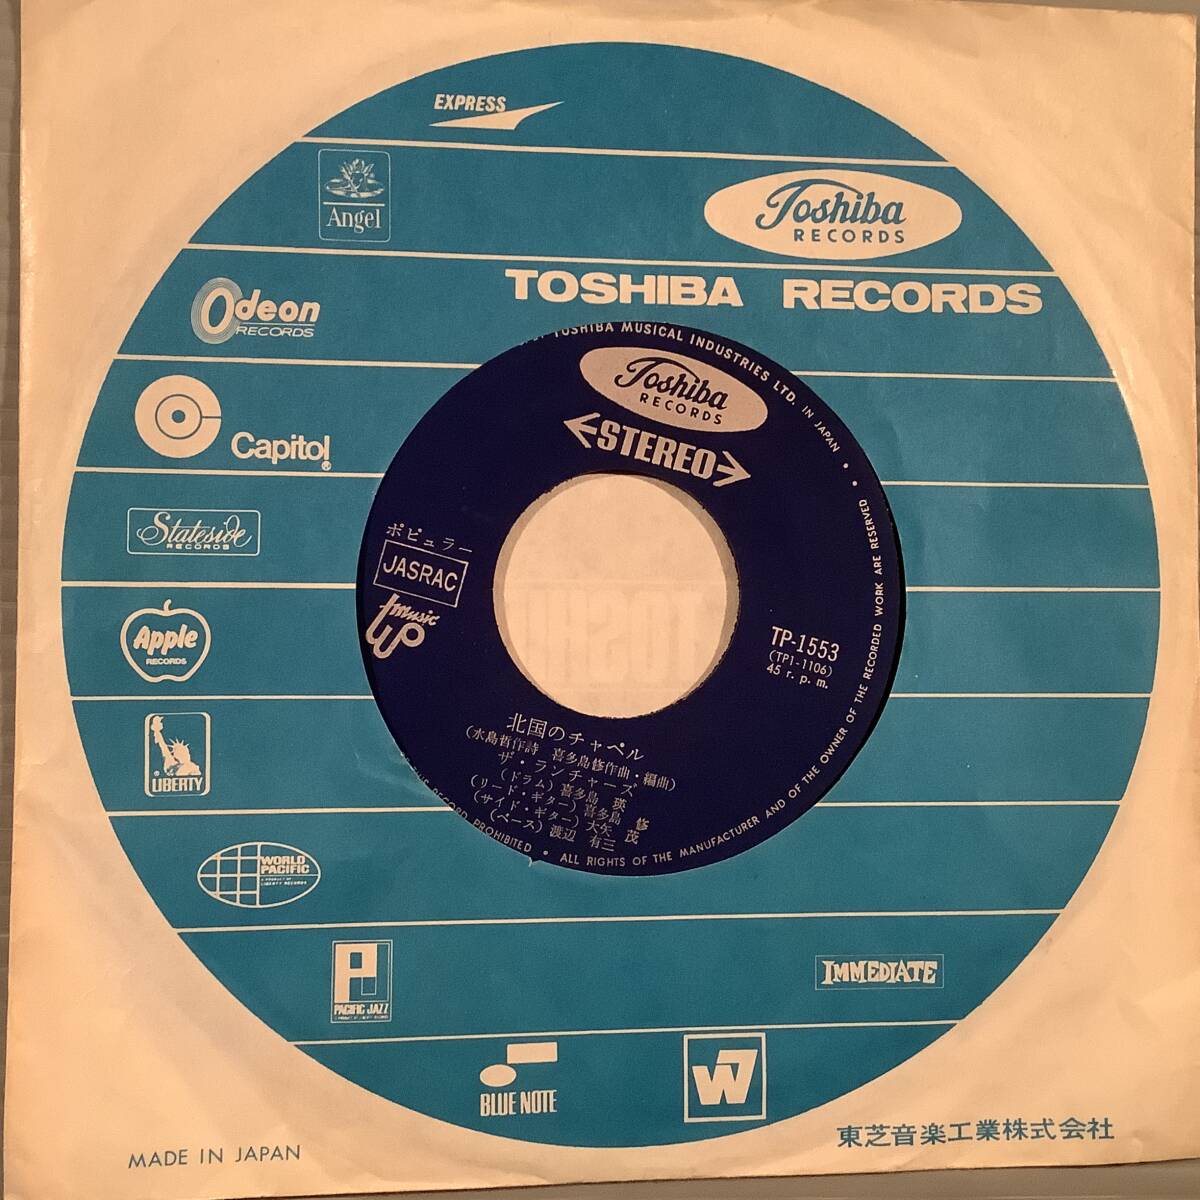 EXPRESS
Angel
Toshiba
RECORDS
TOSHIBA RECORDS
Odeon
RECORDS
Capitol
Stateside
RECORDS
Apple
RECORDS
LIBERTY
WORLD
PACIFIC
PACIFIC JAZZ
IMMEDIATE
BLUE NOTE
W7
東芝音楽工業株式会社
MADE IN JAPAN
TOSHIBA MUSICAL INDUSTRIES LTD. IN JAPAN
Toshiba
RECORDS
STEREO
ポピュラー
JASRAC
music
TP-1553
(TP1-1106)
45 r.p.m.
北国のチャペル
(水島哲作詩 喜多島修作曲・編曲)
ザ・ランチャーズ
(ドラム) 喜多島 瑛
(リード・ギター) 喜多島 修
(サイド・ギター) 大矢 茂
(ベース) 渡辺 有三
RECORD PROHIBITED • ALL RIGHTS OF THE MANUFACTURER AND OF THE OWNER OF THE RECORDED WORK ARE RESERVED